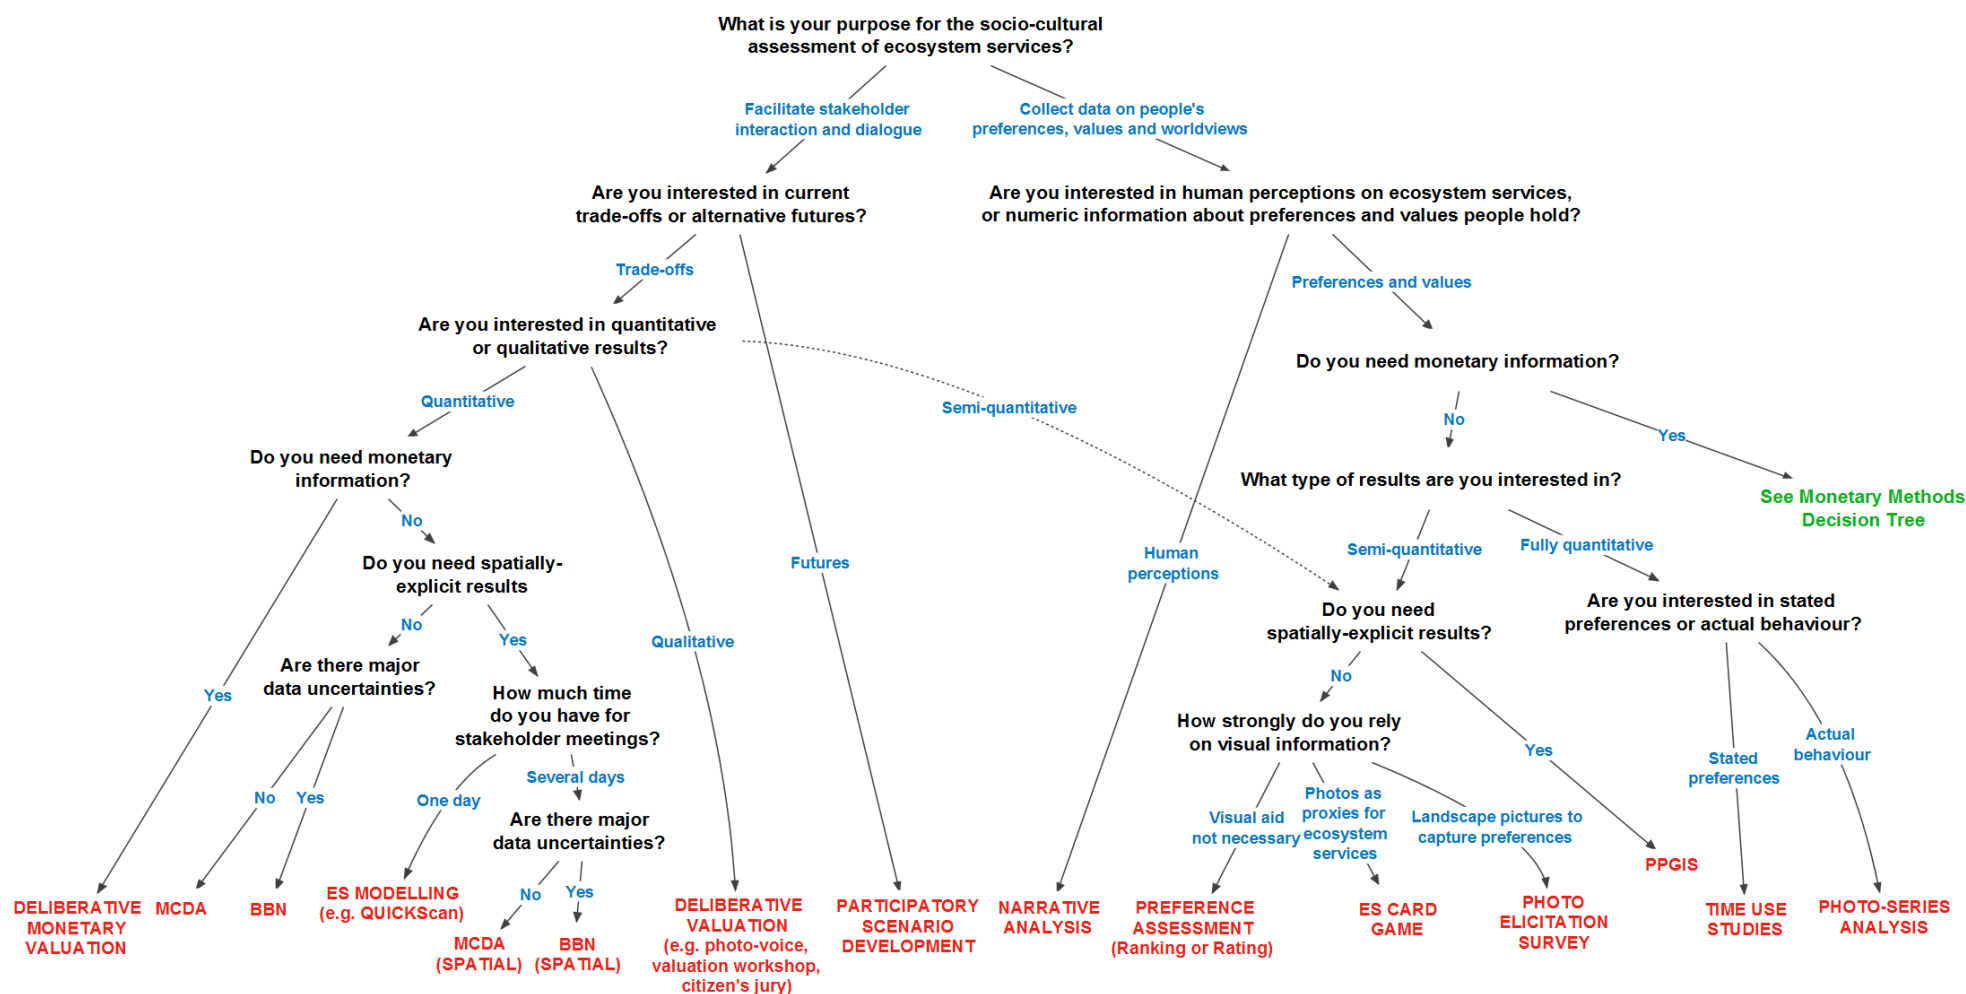 What is your purpose for the socio-cultural
assessment of ecosystem services?
Facilitate stakeholder
interaction and dialogue
Collect data on people's
preferences, values and worldviews
Are you interested in current
trade-offs or alternative futures?
Are you interested in human perceptions on ecosystem services,
or numeric information about preferences and values people hold?
Trade-offs
Preferences and values
Are you interested in quantitative
or qualitative results?
Do you need monetary information?
Quantitative
Semi-quantitative
No
Yes
Do you need monetary
information?
What type of results are you interested in?
See Monetary Methods
Decision Tree
No
Semi-quantitative
Fully quantitative
Do you need spatially-
explicit results
Futures
Human
perceptions
Do you need
spatially-explicit results?
Are you interested in stated
preferences or actual behaviour?
No
Yes
Qualitative
Are there major
data uncertainties?
Yes
How much time
do you have for
stakeholder meetings?
No
How strongly do you rely
on visual information?
Yes
Stated
preferences
Actual
behaviour
No
Yes
One day
Several days
Visual aid
not necessary
Photos as
proxies for
ecosystem
services
Landscape pictures to
capture preferences
Are there major
data uncertainties?
No
Yes
PPGIS
DELIBERATIVE
MONETARY
VALUATION
MCDA
BBN
ES MODELLING
(e.g. QUICKScan)
MCDA
(SPATIAL)
BBN
(SPATIAL)
DELIBERATIVE
VALUATION
(e.g. photo-voice,
valuation workshop,
citizen's jury)
PARTICIPATORY
SCENARIO
DEVELOPMENT
NARRATIVE
ANALYSIS
PREFERENCE
ASSESSMENT
(Ranking or Rating)
ES CARD
GAME
PHOTO
ELICITATION
SURVEY
TIME USE
STUDIES
PHOTO-SERIES
ANALYSIS